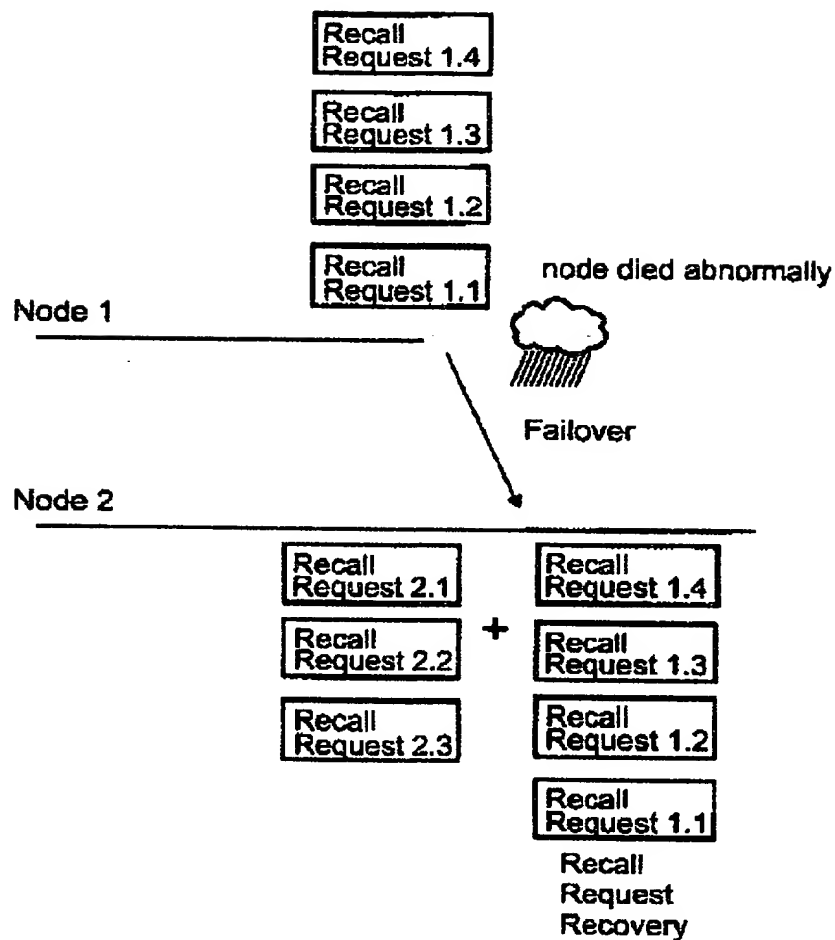 Recall
Request 1.4
Recall
Request 1.3
Recall
Request 1.2
Recall
Request 1.1
node died abnormally
Node 1
Failover
Node 2
Recall
Request 2.1
Recall
Request 2.2
Recall
Request 2.3
+
Recall
Request 1.4
Recall
Request 1.3
Recall
Request 1.2
Recall
Request 1.1
Recall
Request
Recovery